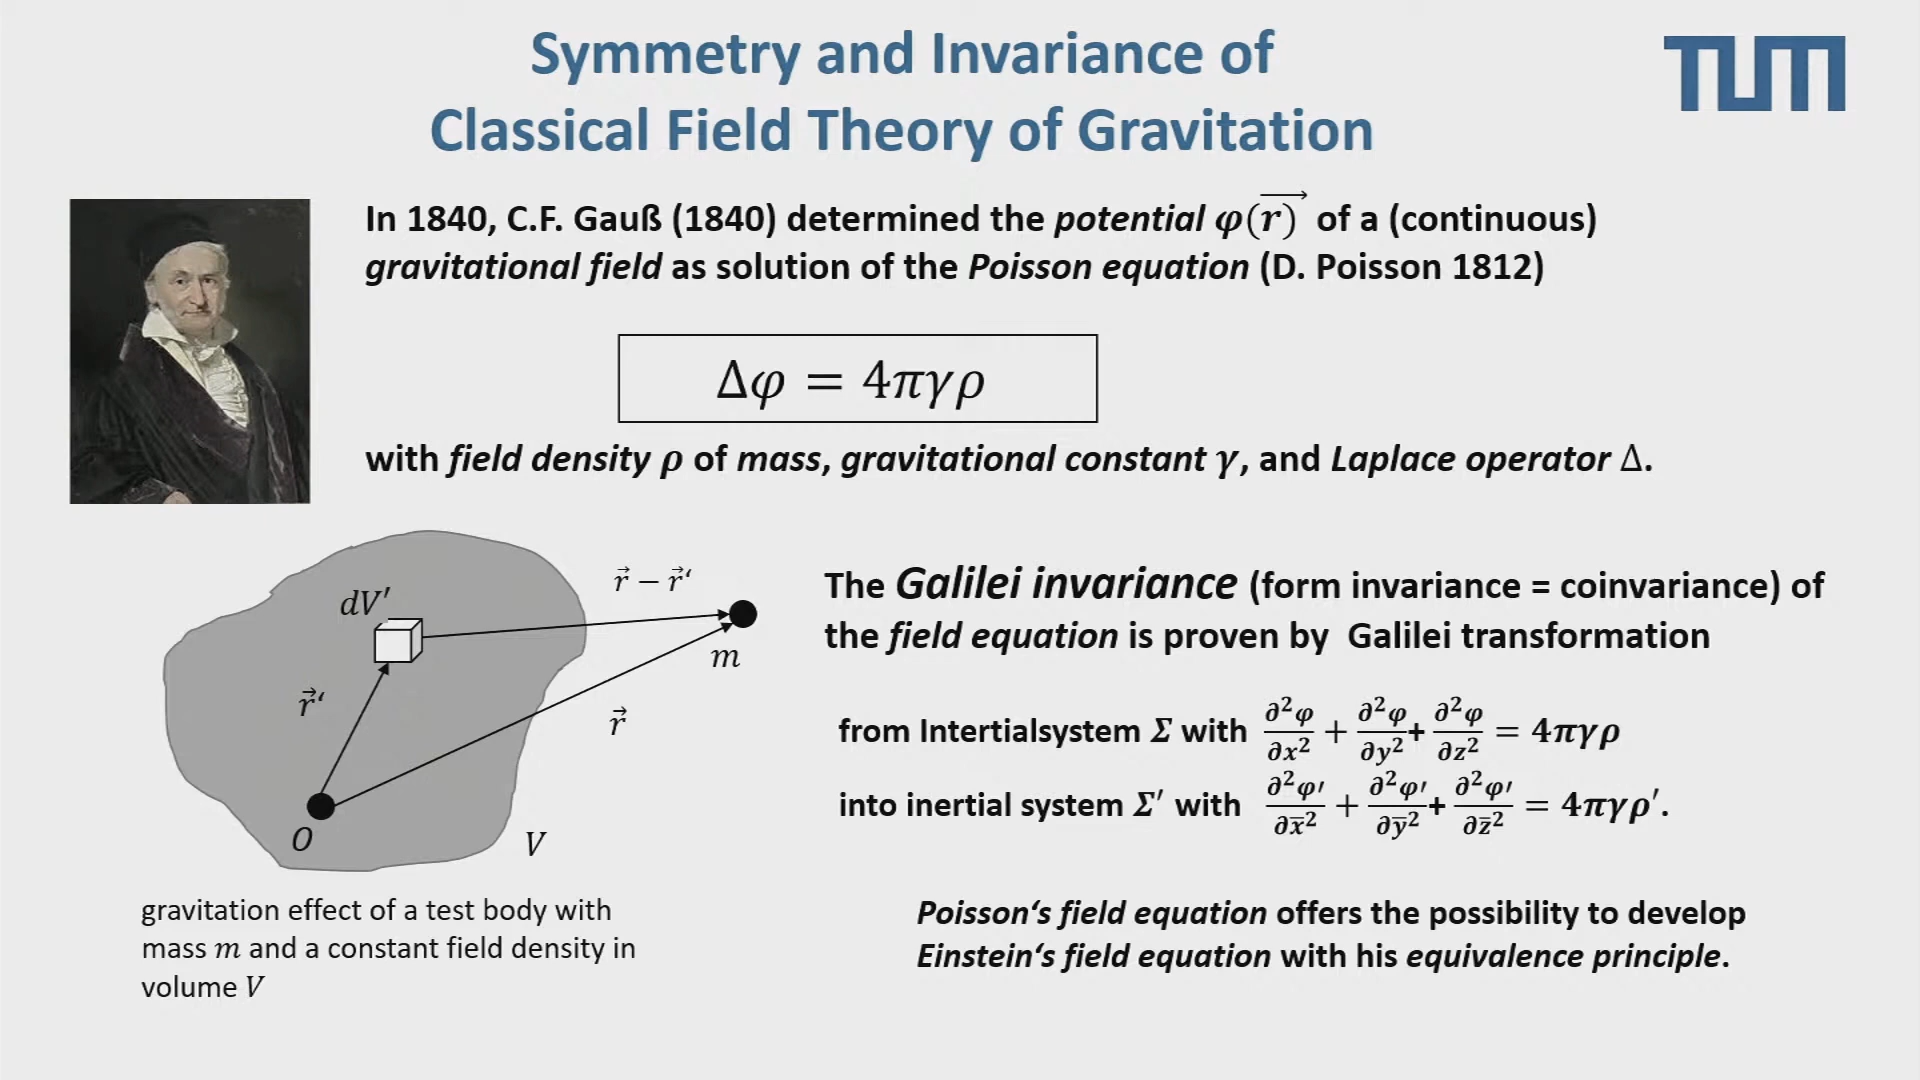 Symmetry and Invariance of
Classical Field Theory of Gravitation
TUM
In 1840, C.F. Gauß (1840) determined the potential φ(r⃗) of a (continuous)
gravitational field as solution of the Poisson equation (D. Poisson 1812)
Δφ = 4πγρ
with field density ρ of mass, gravitational constant γ, and Laplace operator Δ.
dV′
r⃗ − r⃗‘
m
r⃗‘
r⃗
O
V
gravitation effect of a test body with
mass m and a constant field density in
volume V
The Galilei invariance (form invariance = coinvariance) of
the field equation is proven by Galilei transformation
from Intertialsystem Σ with ∂²φ/∂x² + ∂²φ/∂y² + ∂²φ/∂z² = 4πγρ
into inertial system Σ′ with ∂²φ′/∂x̅² + ∂²φ′/∂y̅² + ∂²φ′/∂z̅² = 4πγρ′.
Poisson‘s field equation offers the possibility to develop
Einstein‘s field equation with his equivalence principle.